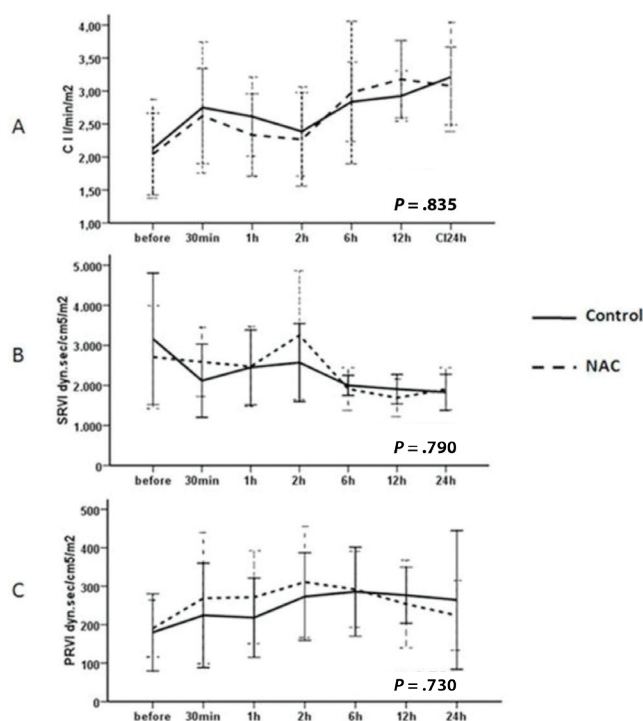 A
C I l/min/m2
4,00
3,50
3,00
2,50
2,00
1,50
1,00
before 30min 1h 2h 6h 12h CI24h
P = .835
B
SRVI dyn.sec/cm5/m2
5.000
4.000
3.000
2.000
1.000
0
before 30min 1h 2h 6h 12h 24h
P = .790
Control
NAC
C
PRVI dyn.sec/cm5/m2
500
400
300
200
100
0
before 30min 1h 2h 6h 12h 24h
P = .730